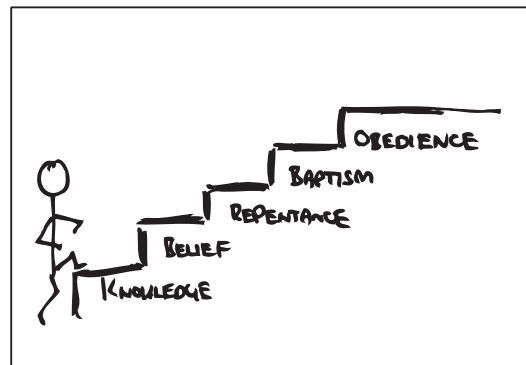 OBEDIENCE
BAPTISM
REPENTANCE
BELIEF
KNOWLEDGE